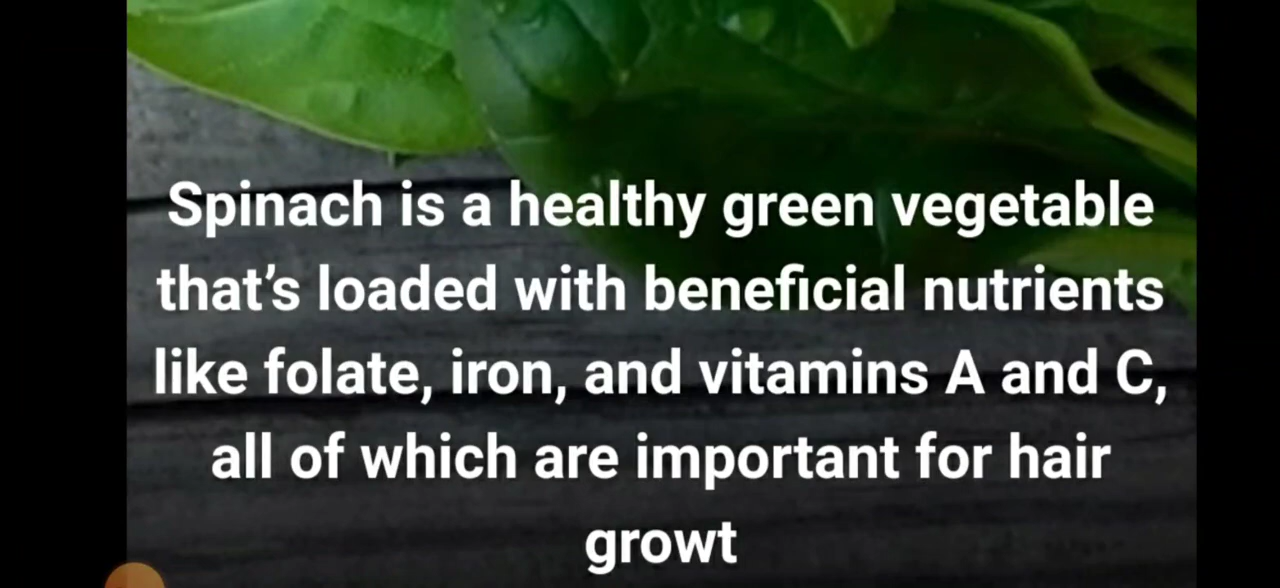 Spinach is a healthy green vegetable
that’s loaded with beneficial nutrients
like folate, iron, and vitamins A and C,
all of which are important for hair
growt